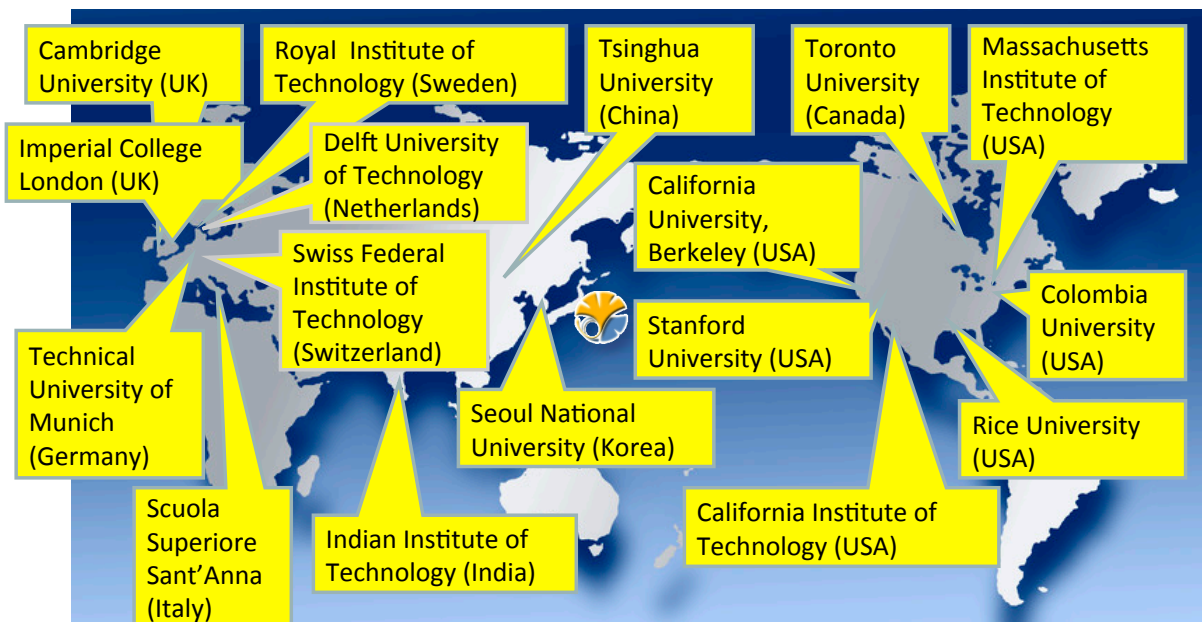 Cambridge
University (UK)
Royal Institute of
Technology (Sweden)
Tsinghua
University
(China)
Toronto
University
(Canada)
Massachusetts
Institute of
Technology
(USA)
Imperial College
London (UK)
Delft University
of Technology
(Netherlands)
California
University,
Berkeley (USA)
Swiss Federal
Institute of
Technology
(Switzerland)
Stanford
University (USA)
Colombia
University
(USA)
Technical
University of
Munich
(Germany)
Seoul National
University (Korea)
Rice University
(USA)
Scuola
Superiore
Sant’Anna
(Italy)
Indian Institute of
Technology (India)
California Institute of
Technology (USA)